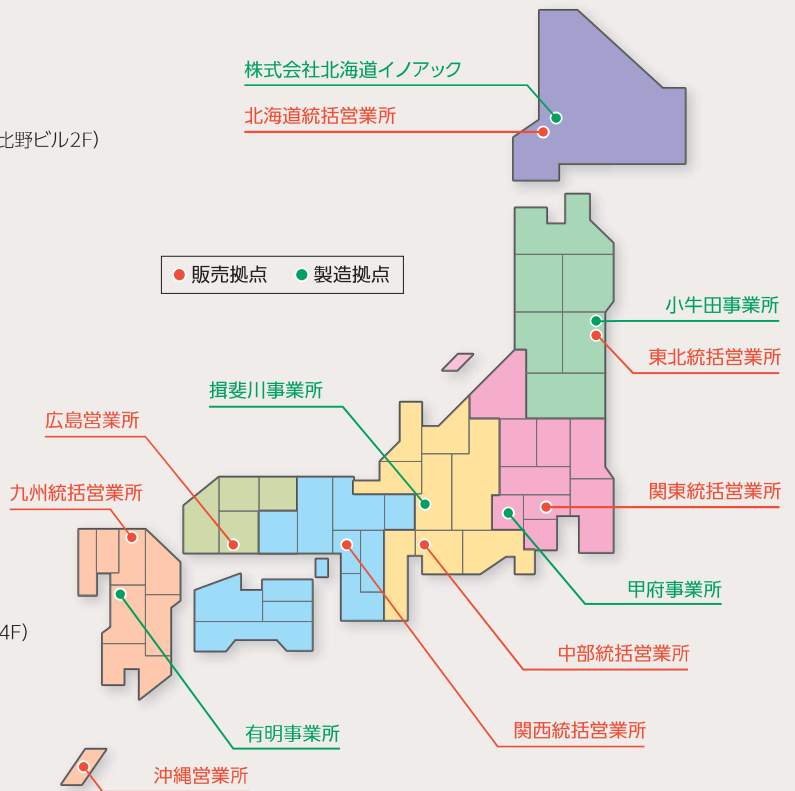 株式会社北海道イノアック
北海道統括営業所
比野ビル2F)
販売拠点 製造拠点
小牛田事業所
東北統括営業所
揖斐川事業所
広島営業所
九州統括営業所
関東統括営業所
甲府事業所
4F)
中部統括営業所
関西統括営業所
有明事業所
沖縄営業所